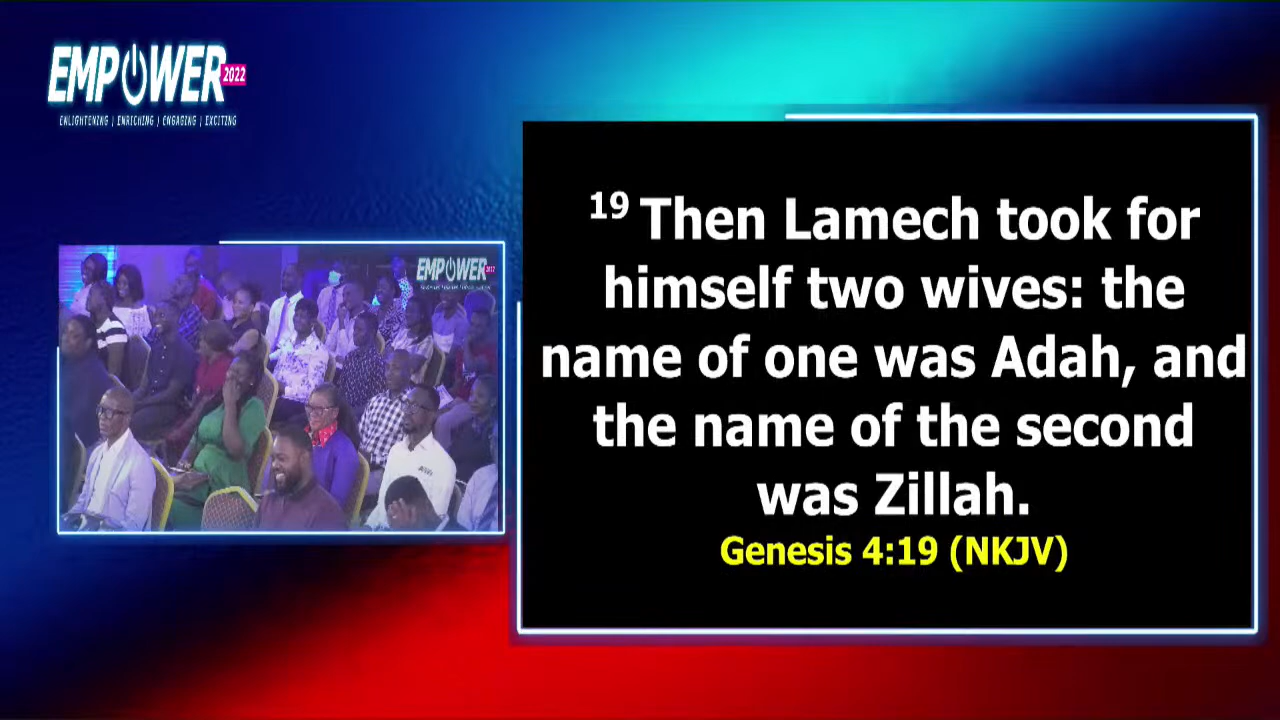 EMPOWER 2022
ENLIGHTENING | ENRICHING | ENGAGING | EXCITING
EMPOWER 2022
19 Then Lamech took for
himself two wives: the
name of one was Adah, and
the name of the second
was Zillah.
Genesis 4:19 (NKJV)